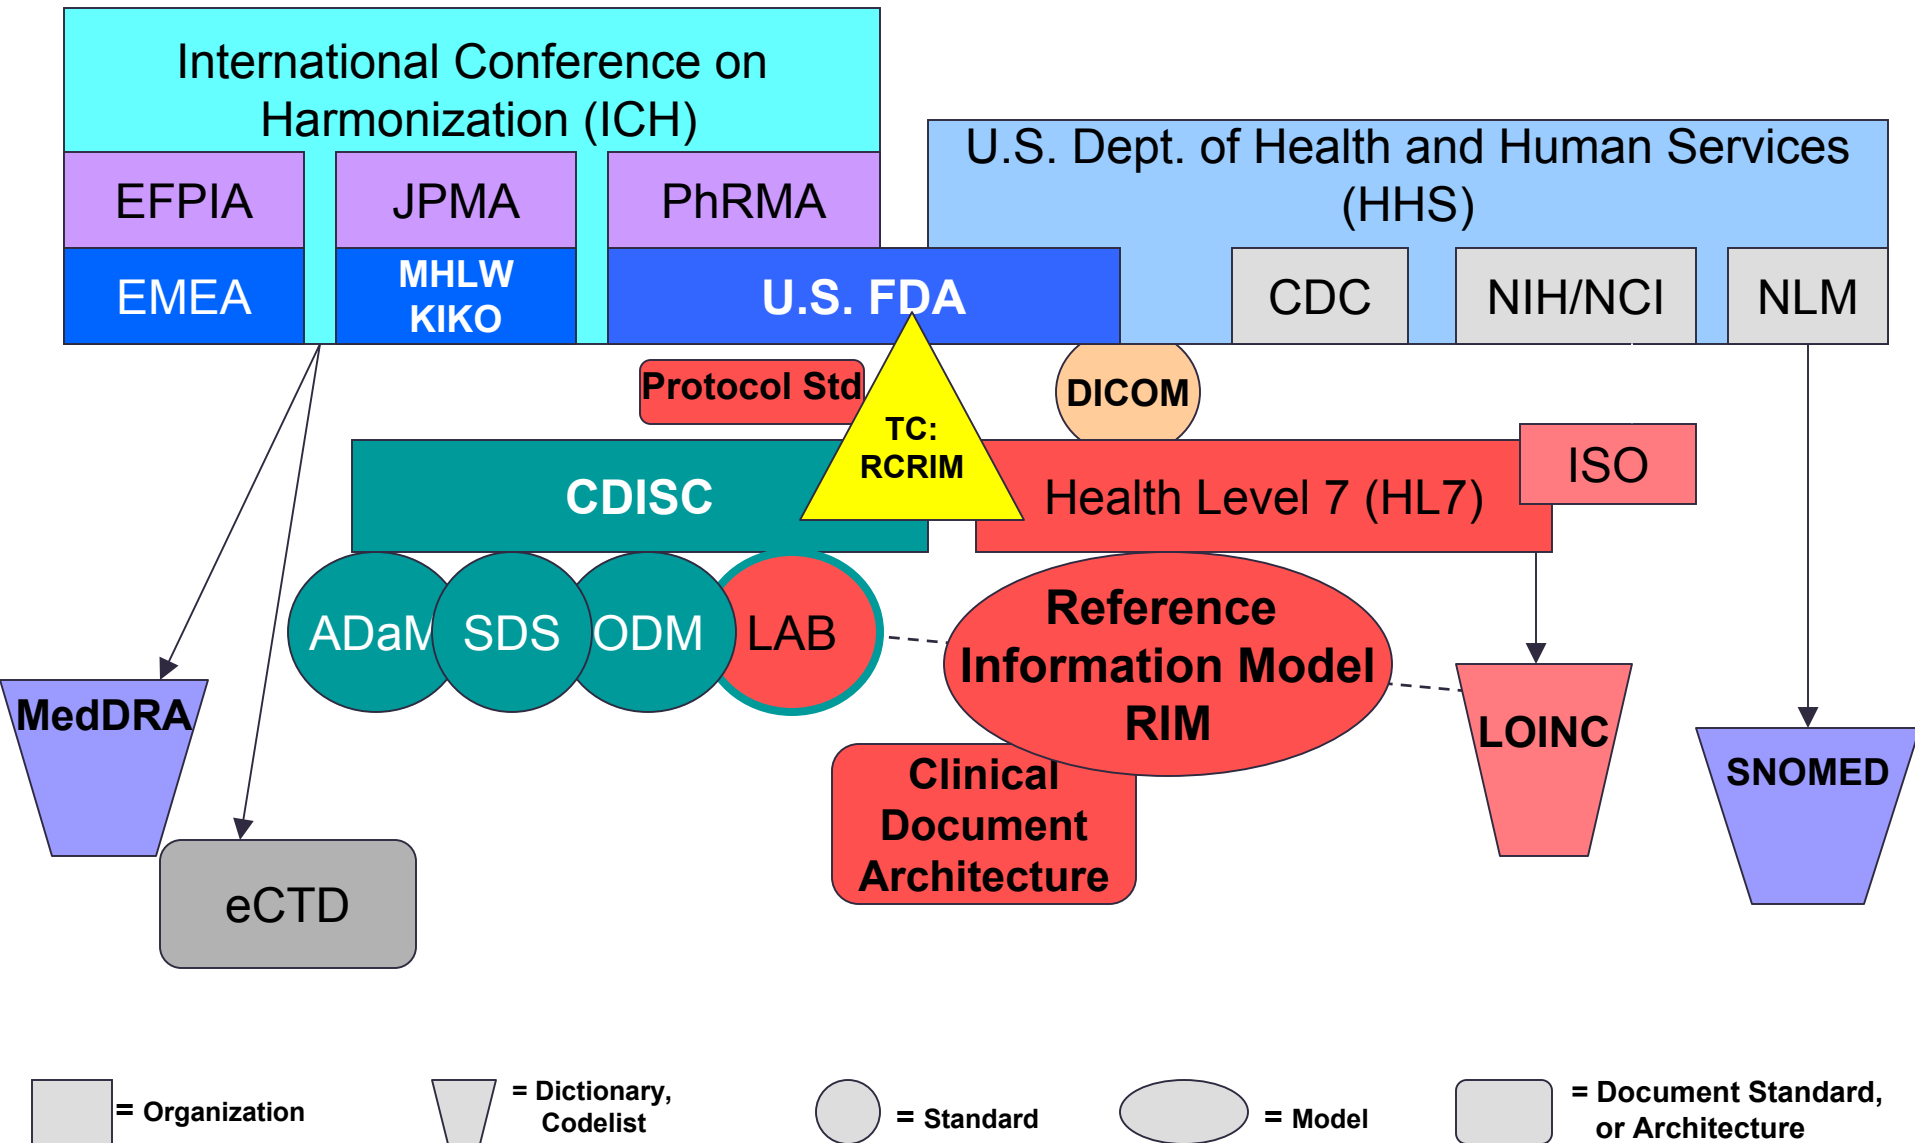 International Conference on
Harmonization (ICH)
U.S. Dept. of Health and Human Services
(HHS)
EFPIA
JPMA
PhRMA
EMEA
MHLW
KIKO
U.S. FDA
CDC
NIH/NCI
NLM
Protocol Std
DICOM
TC:
RCRIM
CDISC
Health Level 7 (HL7)
ISO
ADaM
SDS
ODM
LAB
Reference
Information Model
RIM
MedDRA
LOINC
SNOMED
Clinical
Document
Architecture
eCTD
= Organization
= Dictionary,
Codelist
= Standard
= Model
= Document Standard,
or Architecture